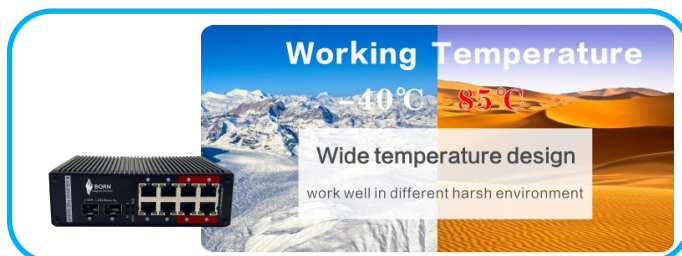 Working Temperature
-40℃ 85℃
Wide temperature design
work well in different harsh environment
BORN